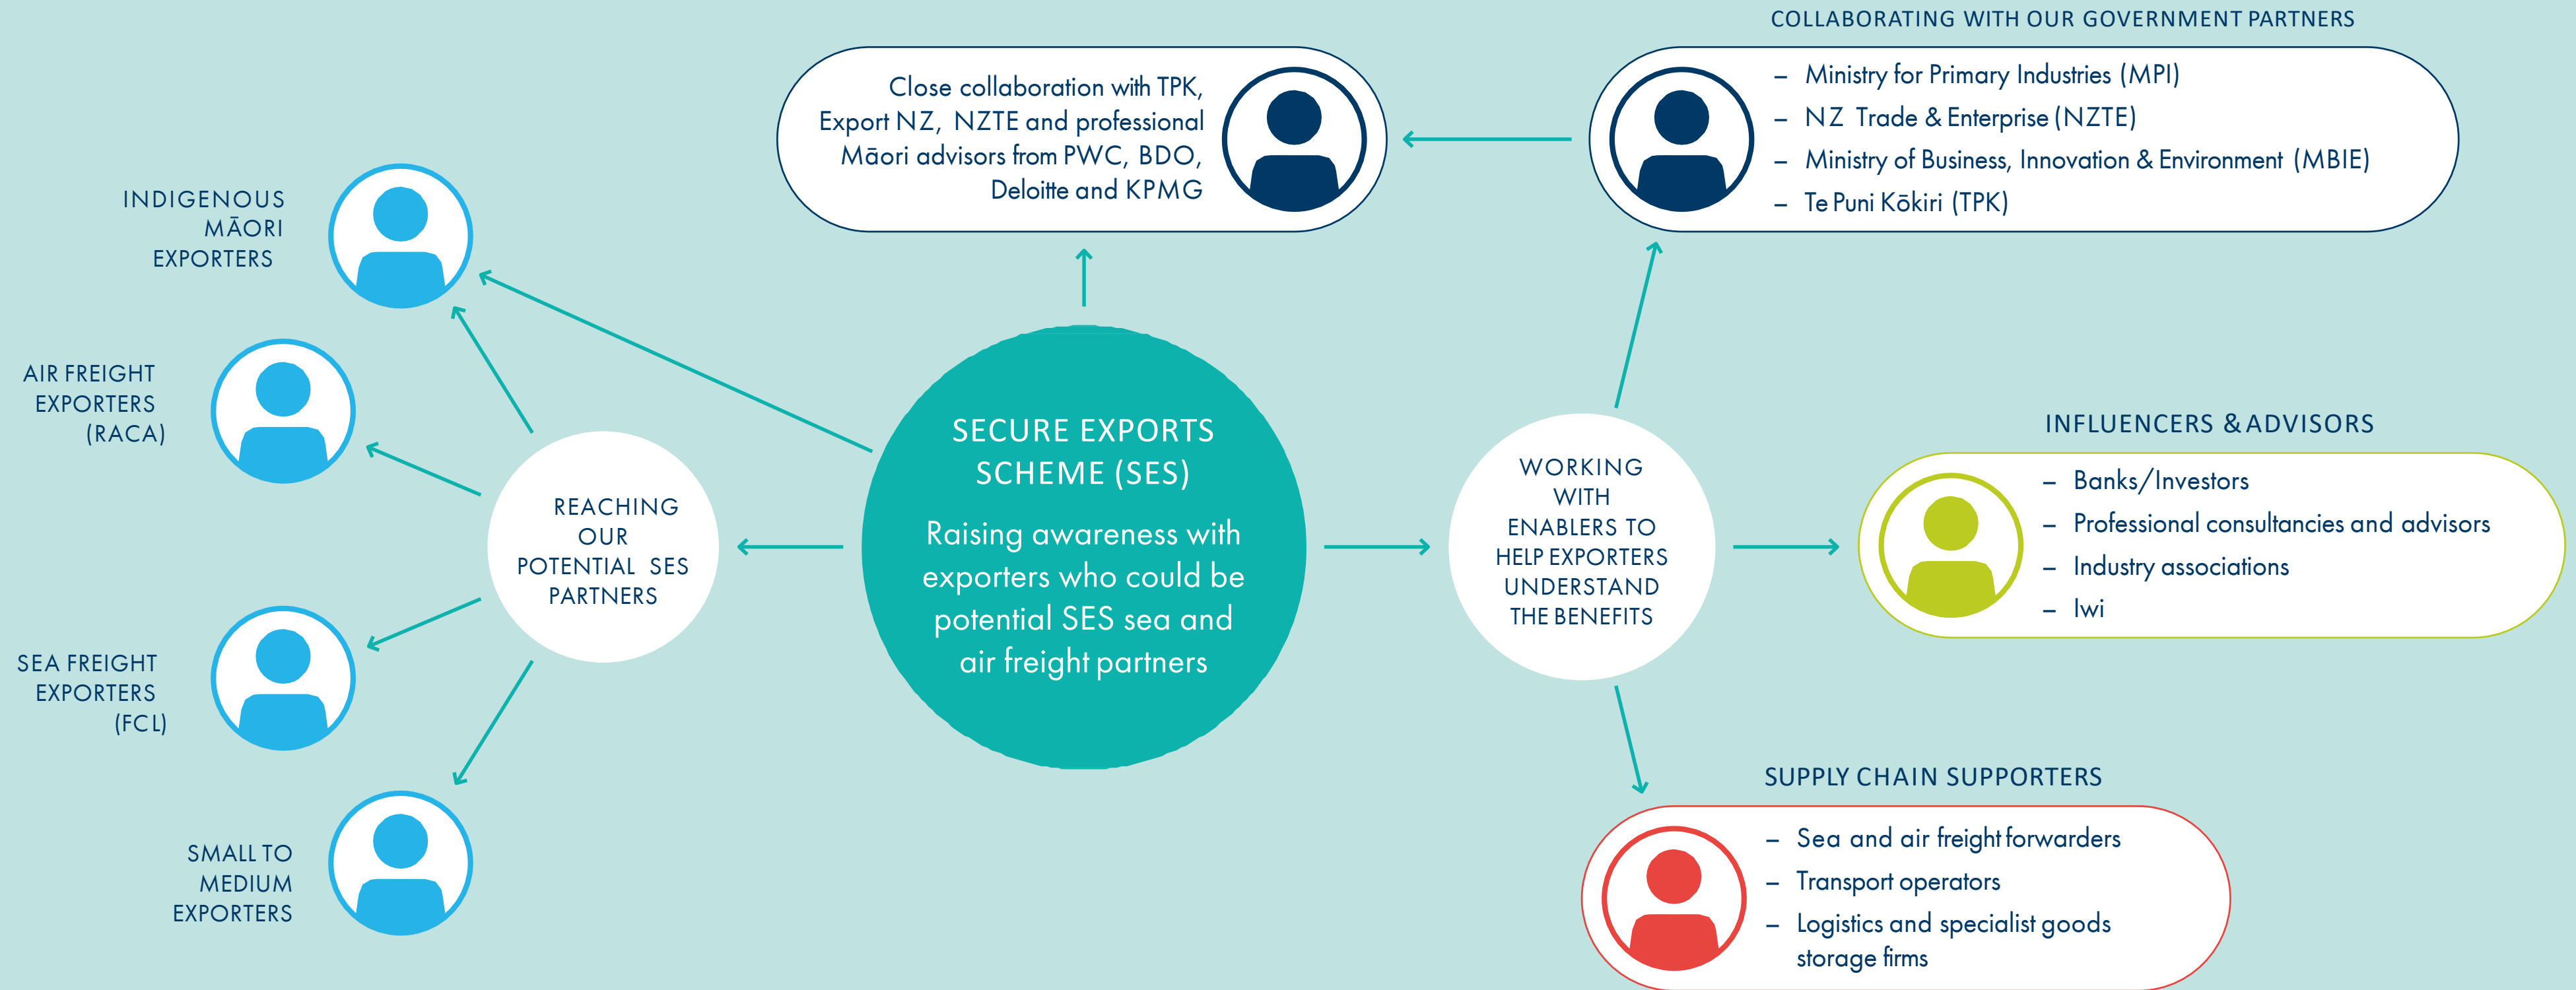 COLLABORATING WITH OUR GOVERNMENT PARTNERS
– Ministry for Primary Industries (MPI)
– NZ Trade & Enterprise (NZTE)
– Ministry of Business, Innovation & Environment (MBIE)
– Te Puni Kōkiri (TPK)
Close collaboration with TPK,
Export NZ, NZTE and professional
Māori advisors from PWC, BDO,
Deloitte and KPMG
INDIGENOUS
MĀORI
EXPORTERS
AIR FREIGHT
EXPORTERS
(RACA)
SEA FREIGHT
EXPORTERS
(FCL)
SMALL TO
MEDIUM
EXPORTERS
REACHING
OUR
POTENTIAL SES
PARTNERS
SECURE EXPORTS
SCHEME (SES)
Raising awareness with
exporters who could be
potential SES sea and
air freight partners
WORKING
WITH
ENABLERS TO
HELP EXPORTERS
UNDERSTAND
THE BENEFITS
INFLUENCERS & ADVISORS
– Banks/Investors
– Professional consultancies and advisors
– Industry associations
– Iwi
SUPPLY CHAIN SUPPORTERS
– Sea and air freight forwarders
– Transport operators
– Logistics and specialist goods
storage firms